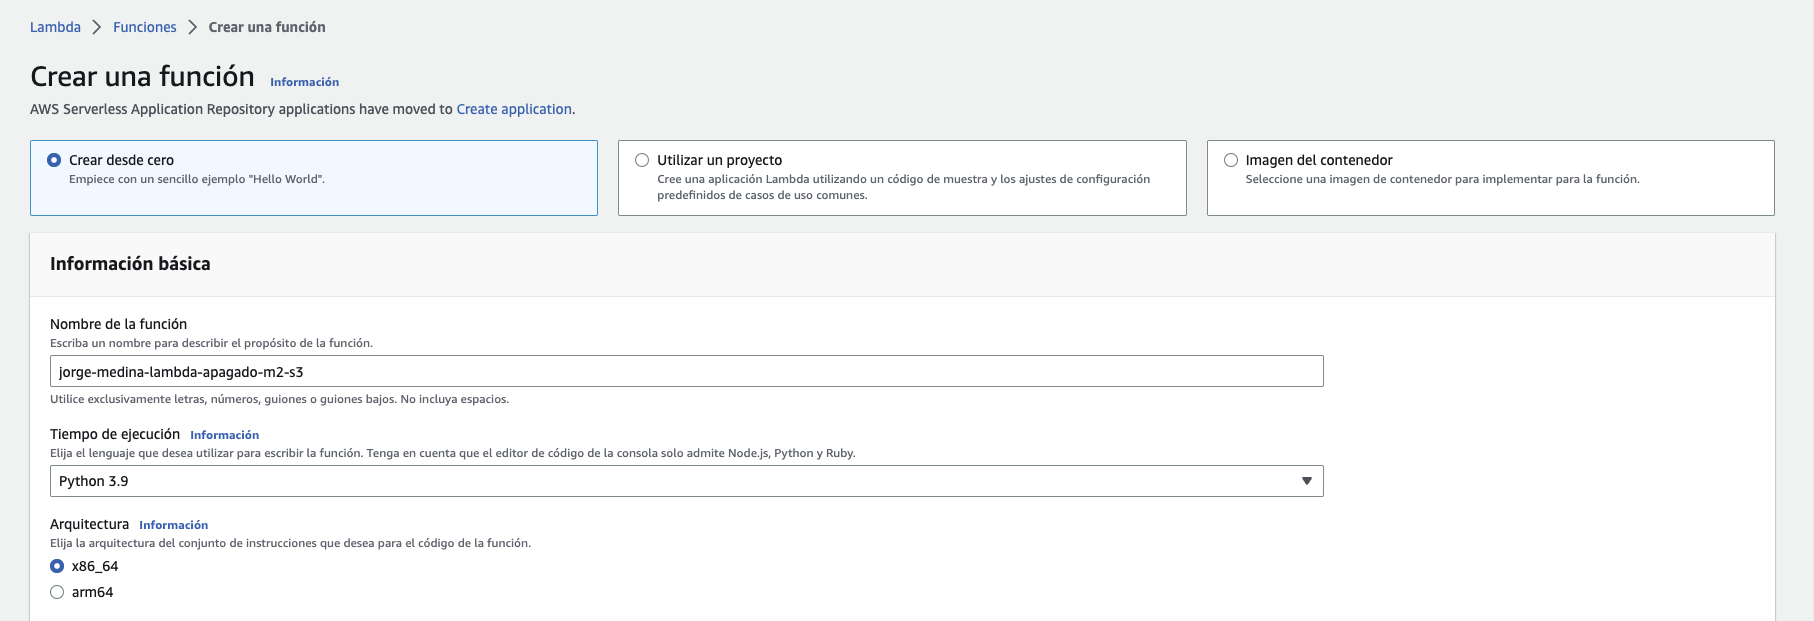 Lambda > Funciones > Crear una función
Crear una función Información
AWS Serverless Application Repository applications have moved to Create application.
Crear desde cero
Empiece con un sencillo ejemplo "Hello World".
Utilizar un proyecto
Cree una aplicación Lambda utilizando un código de muestra y los ajustes de configuración
predefinidos de casos de uso comunes.
Imagen del contenedor
Seleccione una imagen de contenedor para implementar para la función.
Información básica
Nombre de la función
Escriba un nombre para describir el propósito de la función.
jorge-medina-lambda-apagado-m2-s3
Utilice exclusivamente letras, números, guiones o guiones bajos. No incluya espacios.
Tiempo de ejecución Información
Elija el lenguaje que desea utilizar para escribir la función. Tenga en cuenta que el editor de código de la consola solo admite Node.js, Python y Ruby.
Python 3.9
Arquitectura Información
Elija la arquitectura del conjunto de instrucciones que desea para el código de la función.
x86_64
arm64